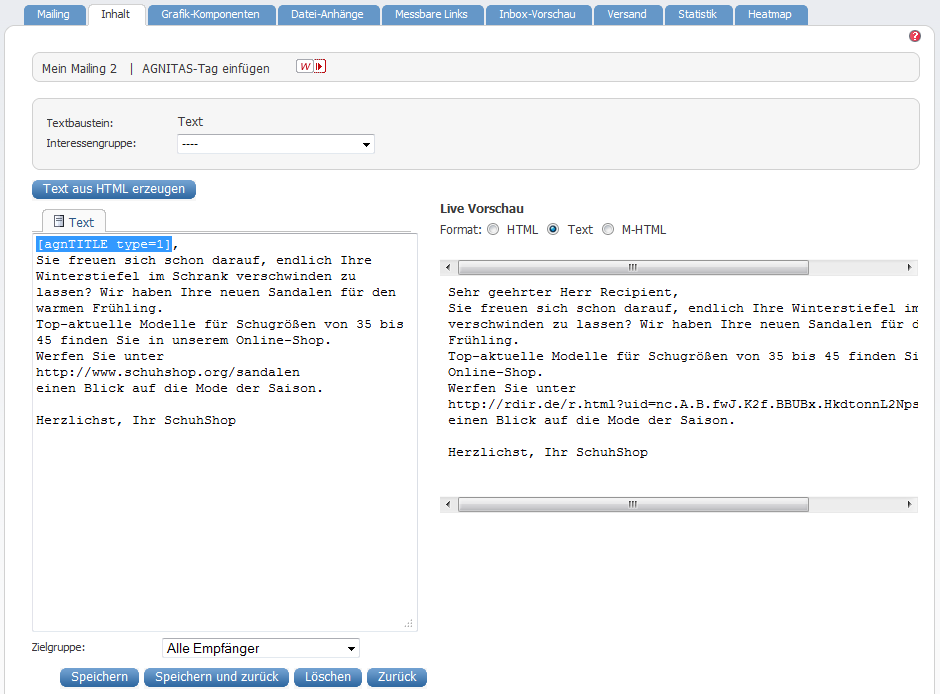 Mailing Inhalt Grafik-Komponenten Datei-Anhänge Messbare Links Inbox-Vorschau Versand Statistik Heatmap
?
Mein Mailing 2 | AGNITAS-Tag einfügen W
Textbaustein: Text
Interessengruppe: ----
Text aus HTML erzeugen
Text
[agnTITLE type=1],
Sie freuen sich schon darauf, endlich Ihre
Winterstiefel im Schrank verschwinden zu
lassen? Wir haben Ihre neuen Sandalen für den
warmen Frühling.
Top-aktuelle Modelle für Schugrößen von 35 bis
45 finden Sie in unserem Online-Shop.
Werfen Sie unter
http://www.schuhshop.org/sandalen
einen Blick auf die Mode der Saison.
Herzlichst, Ihr SchuhShop
Live Vorschau
Format: HTML Text M-HTML
Sehr geehrter Herr Recipient,
Sie freuen sich schon darauf, endlich Ihre Winterstiefel im
verschwinden zu lassen? Wir haben Ihre neuen Sandalen für d
Frühling.
Top-aktuelle Modelle für Schugrößen von 35 bis 45 finden Si
Online-Shop.
Werfen Sie unter
http://rdir.de/r.html?uid=nc.A.B.fwJ.K2f.BBUBx.HkdtonnL2Nps
einen Blick auf die Mode der Saison.
Herzlichst, Ihr SchuhShop
Zielgruppe: Alle Empfänger
Speichern Speichern und zurück Löschen Zurück